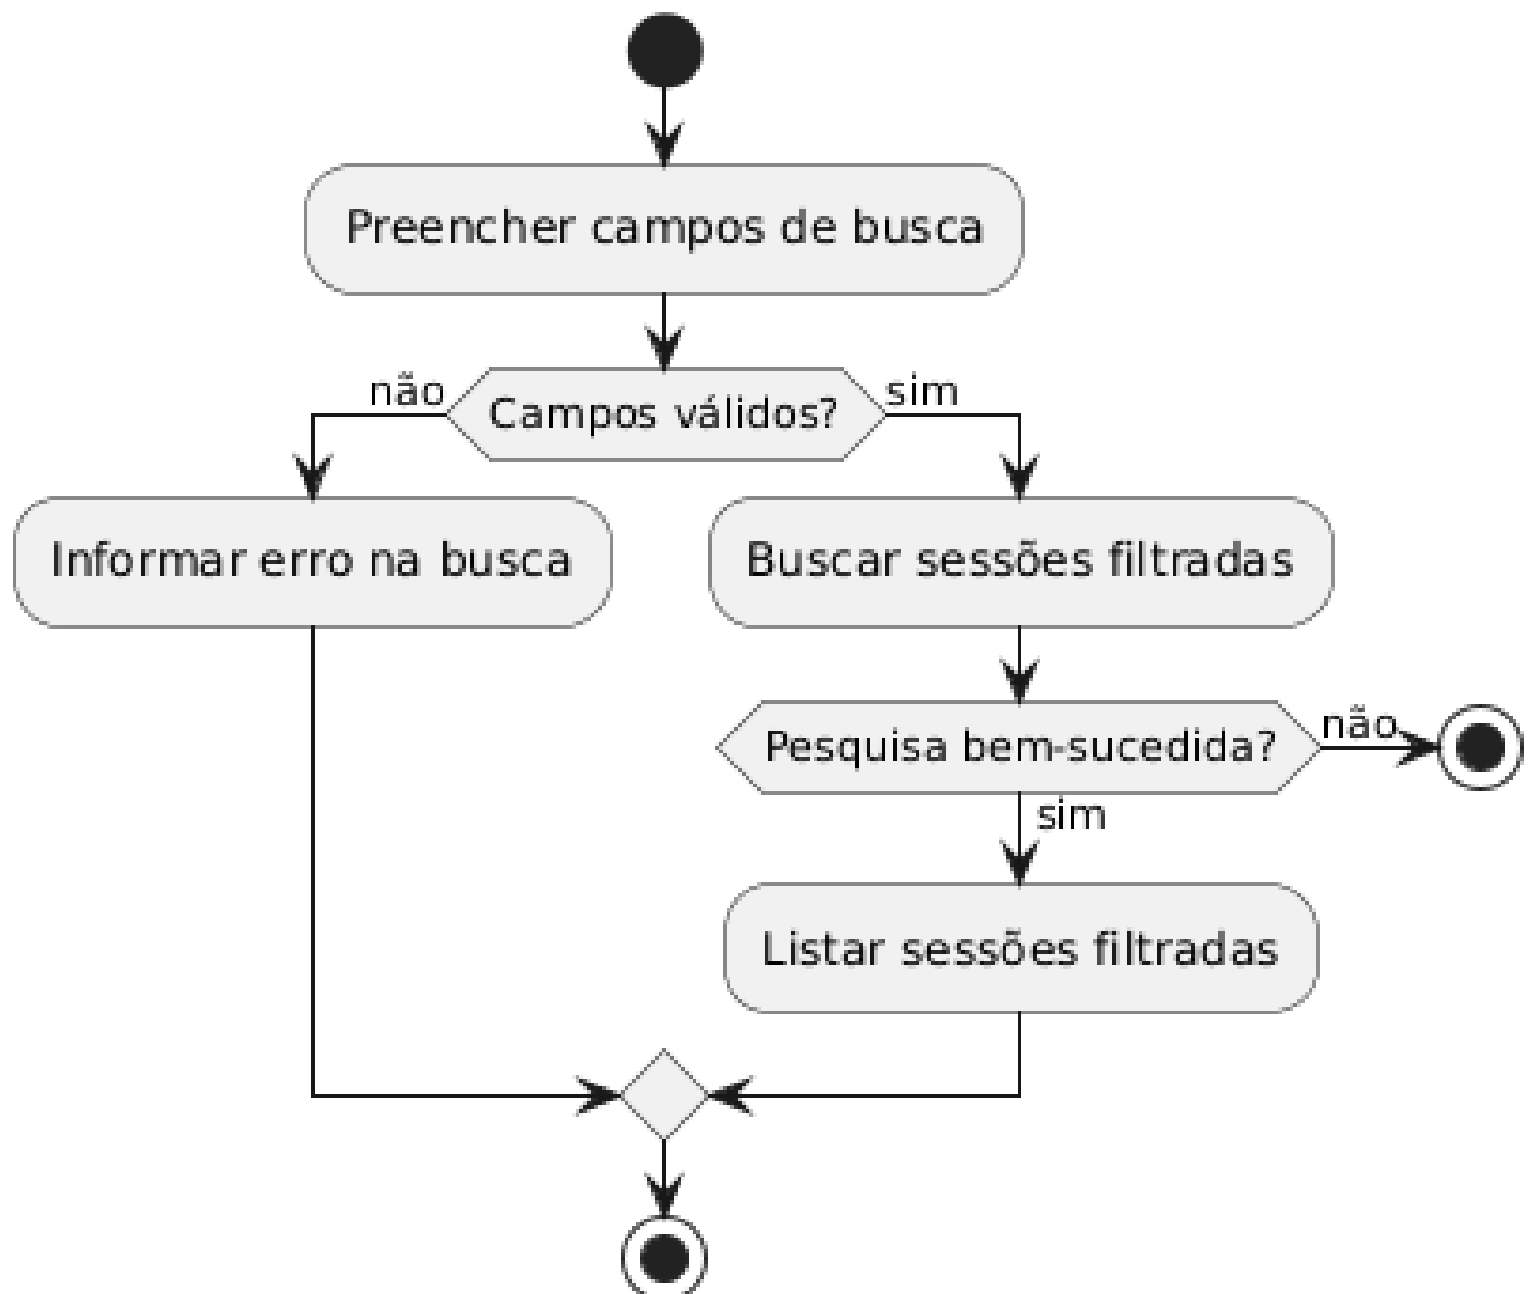 Preencher campos de busca
não
Campos válidos?
sim
Informar erro na busca
Buscar sessões filtradas
Pesquisa bem-sucedida?
não
sim
Listar sessões filtradas